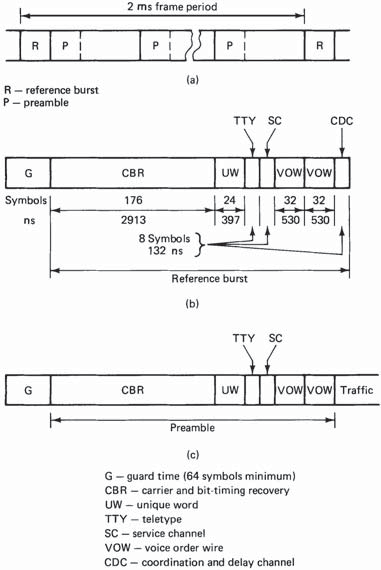 2 ms frame period
R P P P R
(a)
R — reference burst
P — preamble
TTY SC CDC
G CBR UW VOW VOW
Symbols 176 24 32 32
ns 2913 397 530 530
8 Symbols
132 ns
Reference burst
(b)
TTY SC
G CBR UW VOW VOW Traffic
Preamble
(c)
G — guard time (64 symbols minimum)
CBR — carrier and bit-timing recovery
UW — unique word
TTY — teletype
SC — service channel
VOW — voice order wire
CDC — coordination and delay channel